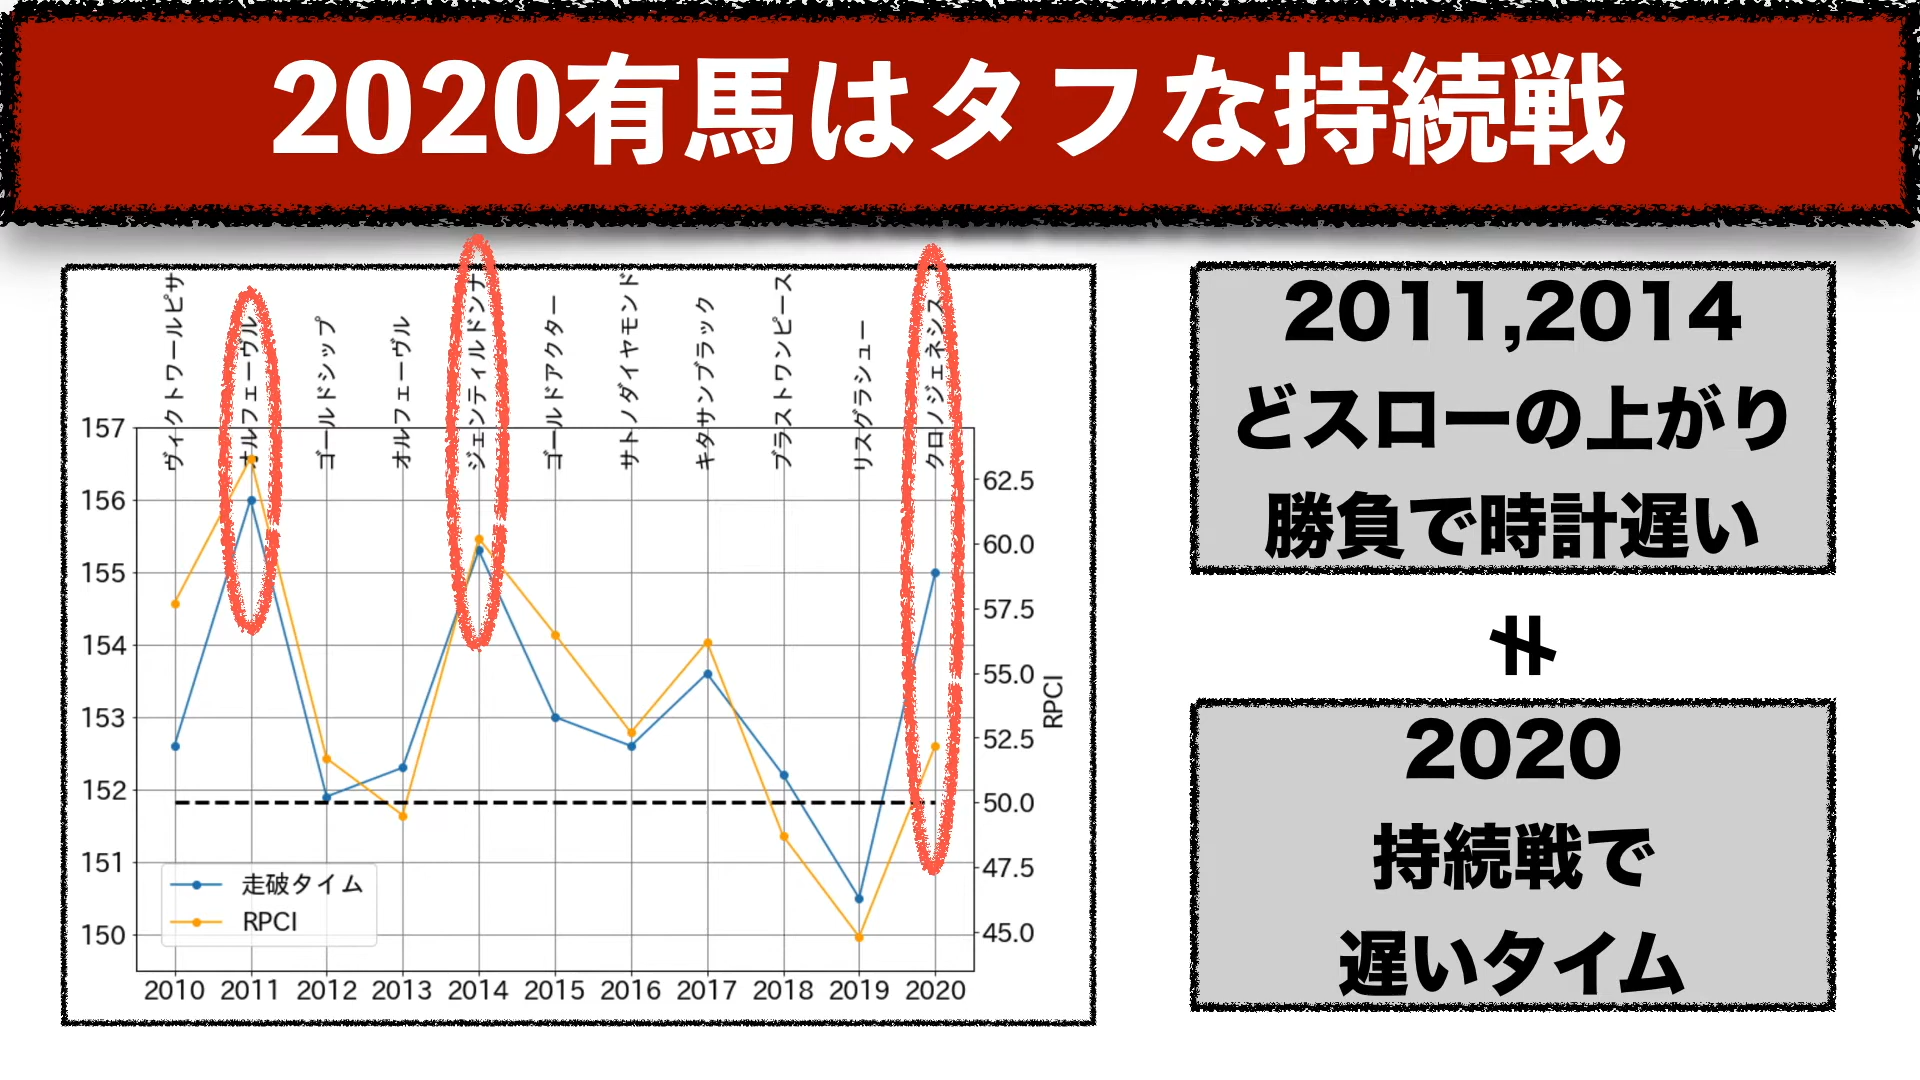 2020有馬はタフな持続戦
ヴィクトワールピサ
オルフェーヴル
ゴールドシップ
オルフェーヴル
ジェンティルドンナ
ゴールドアクター
サトノダイヤモンド
キタサンブラック
ブラストワンピース
リスグラシュー
クロノジェネシス
157
156
155
154
153
152
151
150
62.5
60.0
57.5
55.0
52.5
50.0
47.5
45.0
RPCI
走破タイム
RPCI
2010 2011 2012 2013 2014 2015 2016 2017 2018 2019 2020
2011,2014
どスローの上がり
勝負で時計遅い
≠
2020
持続戦で
遅いタイム